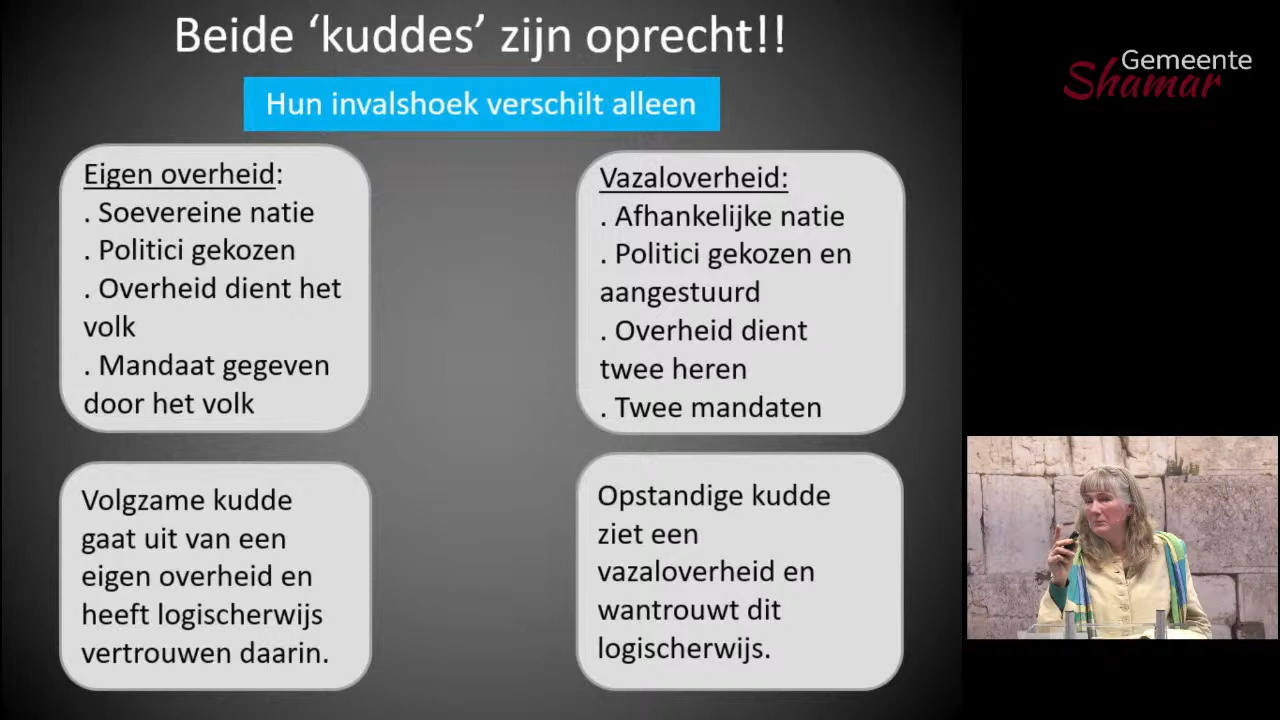 Beide ‘kuddes’ zijn oprecht!!
Hun invalshoek verschilt alleen
Eigen overheid:
. Soevereine natie
. Politici gekozen
. Overheid dient het
volk
. Mandaat gegeven
door het volk
Vazaloverheid:
. Afhankelijke natie
. Politici gekozen en
aangestuurd
. Overheid dient
twee heren
. Twee mandaten
Volgzame kudde
gaat uit van een
eigen overheid en
heeft logischerwijs
vertrouwen daarin.
Opstandige kudde
ziet een
vazaloverheid en
wantrouwt dit
logischerwijs.
Gemeente
Shamar